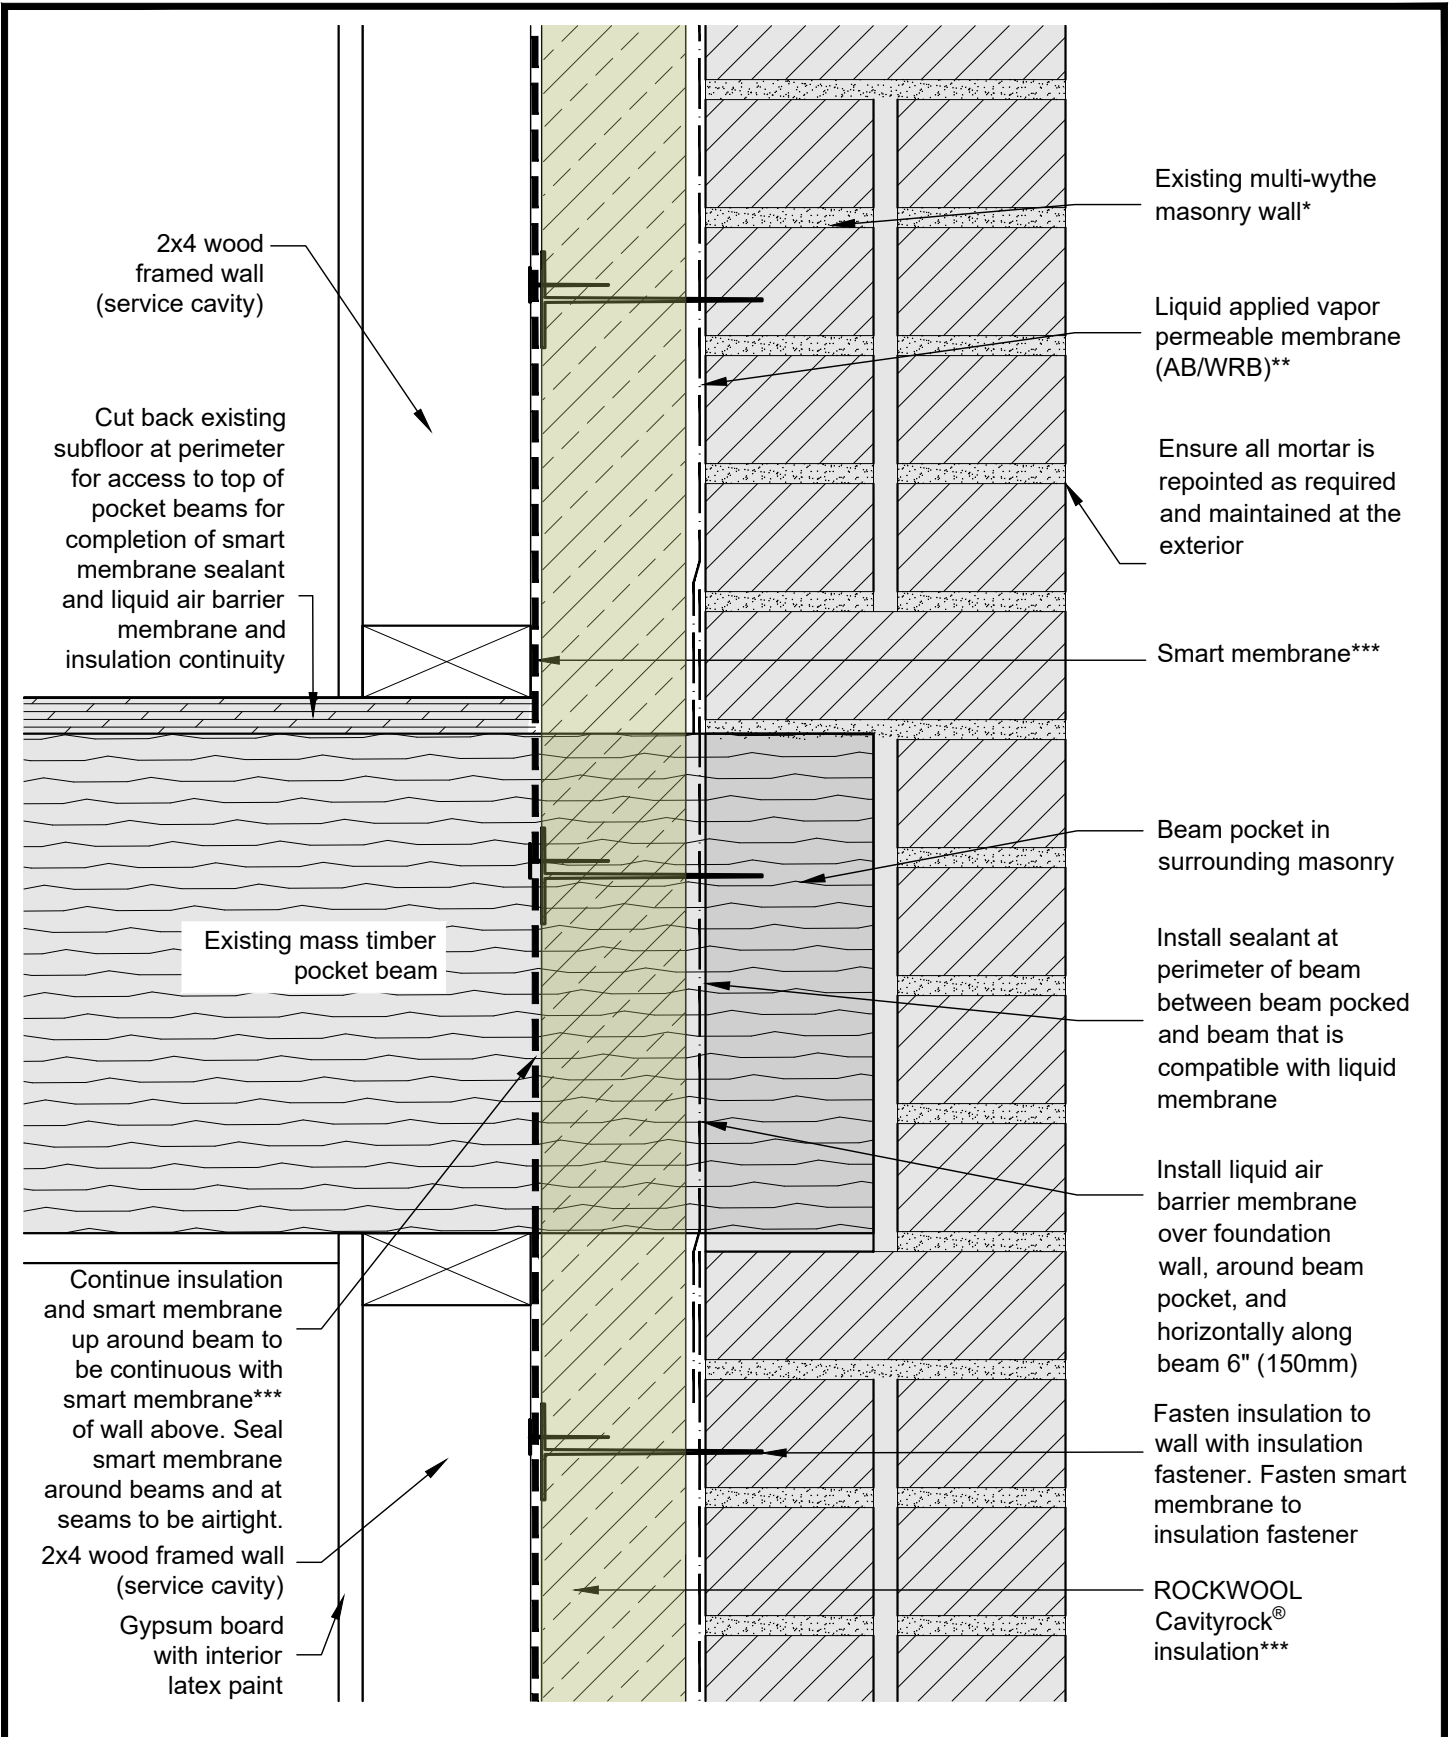 2x4 wood
framed wall
(service cavity)
Cut back existing
subfloor at perimeter
for access to top of
pocket beams for
completion of smart
membrane sealant
and liquid air barrier
membrane and
insulation continuity
Existing mass timber
pocket beam
Continue insulation
and smart membrane
up around beam to
be continuous with
smart membrane***
of wall above. Seal
smart membrane
around beams and at
seams to be airtight.
2x4 wood framed wall
(service cavity)
Gypsum board
with interior
latex paint
Existing multi-wythe
masonry wall*
Liquid applied vapor
permeable membrane
(AB/WRB)**
Ensure all mortar is
repointed as required
and maintained at the
exterior
Smart membrane***
Beam pocket in
surrounding masonry
Install sealant at
perimeter of beam
between beam pocked
and beam that is
compatible with liquid
membrane
Install liquid air
barrier membrane
over foundation
wall, around beam
pocket, and
horizontally along
beam 6" (150mm)
Fasten insulation to
wall with insulation
fastener. Fasten smart
membrane to
insulation fastener
ROCKWOOL
Cavityrock®
insulation***